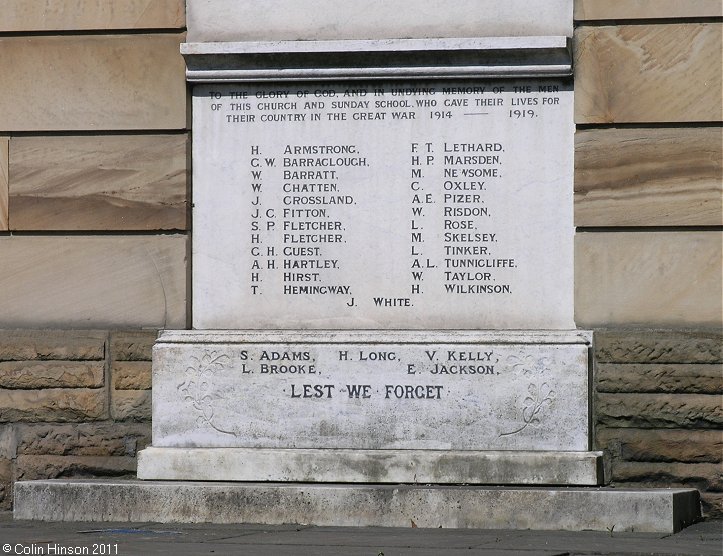 TO THE GLORY OF GOD, AND IN UNDYING MEMORY OF THE MEN
OF THIS CHURCH AND SUNDAY SCHOOL, WHO GAVE THEIR LIVES FOR
THEIR COUNTRY IN THE GREAT WAR 1914 — 1919.
H. ARMSTRONG.
G. W. BARRACLOUGH.
W. BARRATT.
W. CHATTEN.
J. CROSSLAND.
J. C. FITTON.
S. P. FLETCHER.
H. FLETCHER.
C. H. GUEST.
A. H. HARTLEY.
H. HIRST.
T. HEMINGWAY.
F. T. LETHARD.
H. P. MARSDEN.
M. NEWSOME.
C. OXLEY.
A. E. PIZER.
W. RISDON.
L. ROSE.
M. SKELSEY.
L. TINKER.
A. L. TUNNICLIFFE.
W. TAYLOR.
H. WILKINSON.
J. WHITE.
S. ADAMS, H. LONG, V. KELLY,
L. BROOKE, E. JACKSON.
LEST WE FORGET
© Colin Hinson 2011